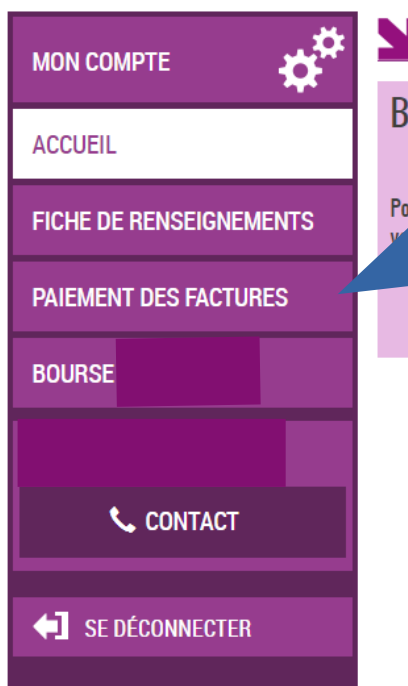 MON COMPTE
ACCUEIL
FICHE DE RENSEIGNEMENTS
PAIEMENT DES FACTURES
BOURSE
CONTACT
SE DÉCONNECTER